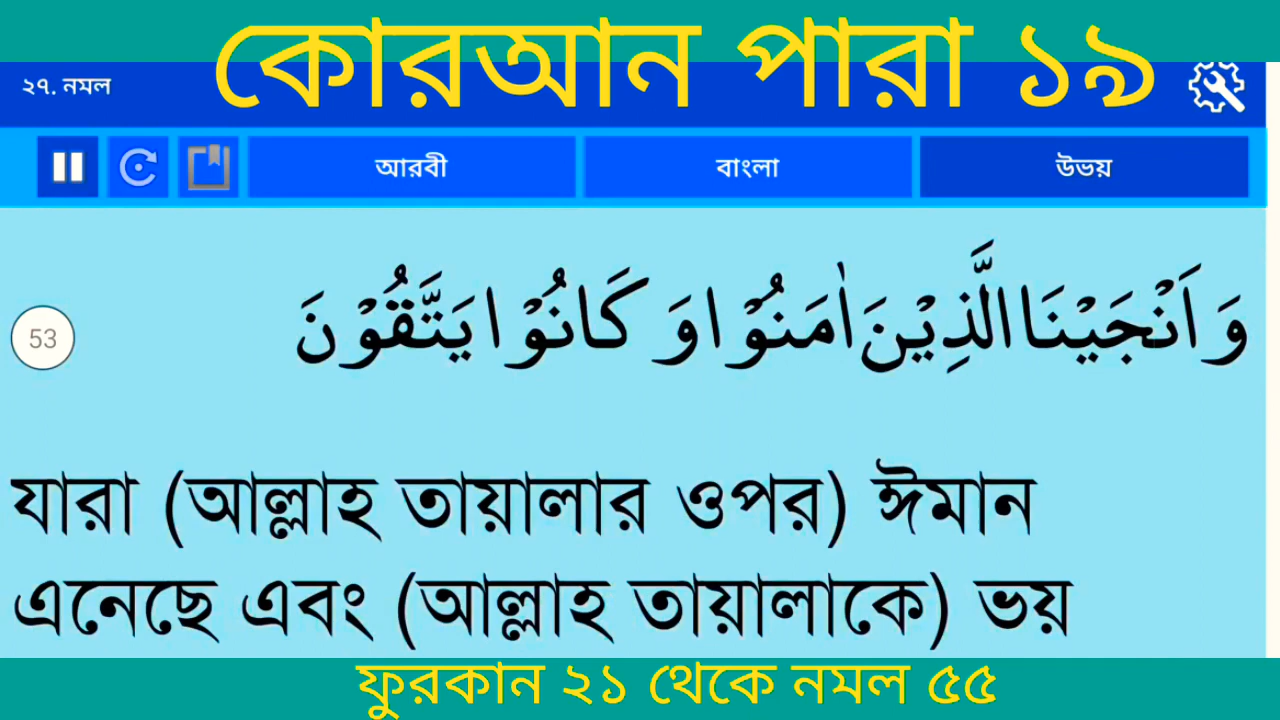 কোরআন পারা ১৯
২৭. নমল
আরবী
বাংলা
উভয়
وَ اَنْجَیْنَا الَّذِیْنَ اٰمَنُوْا وَ كَانُوْا یَتَّقُوْنَ
53
যারা (আল্লাহ তায়ালার ওপর) ঈমান
এনেছে এবং (আল্লাহ তায়ালাকে) ভয়
ফুরকান ২১ থেকে নমল ৫৫